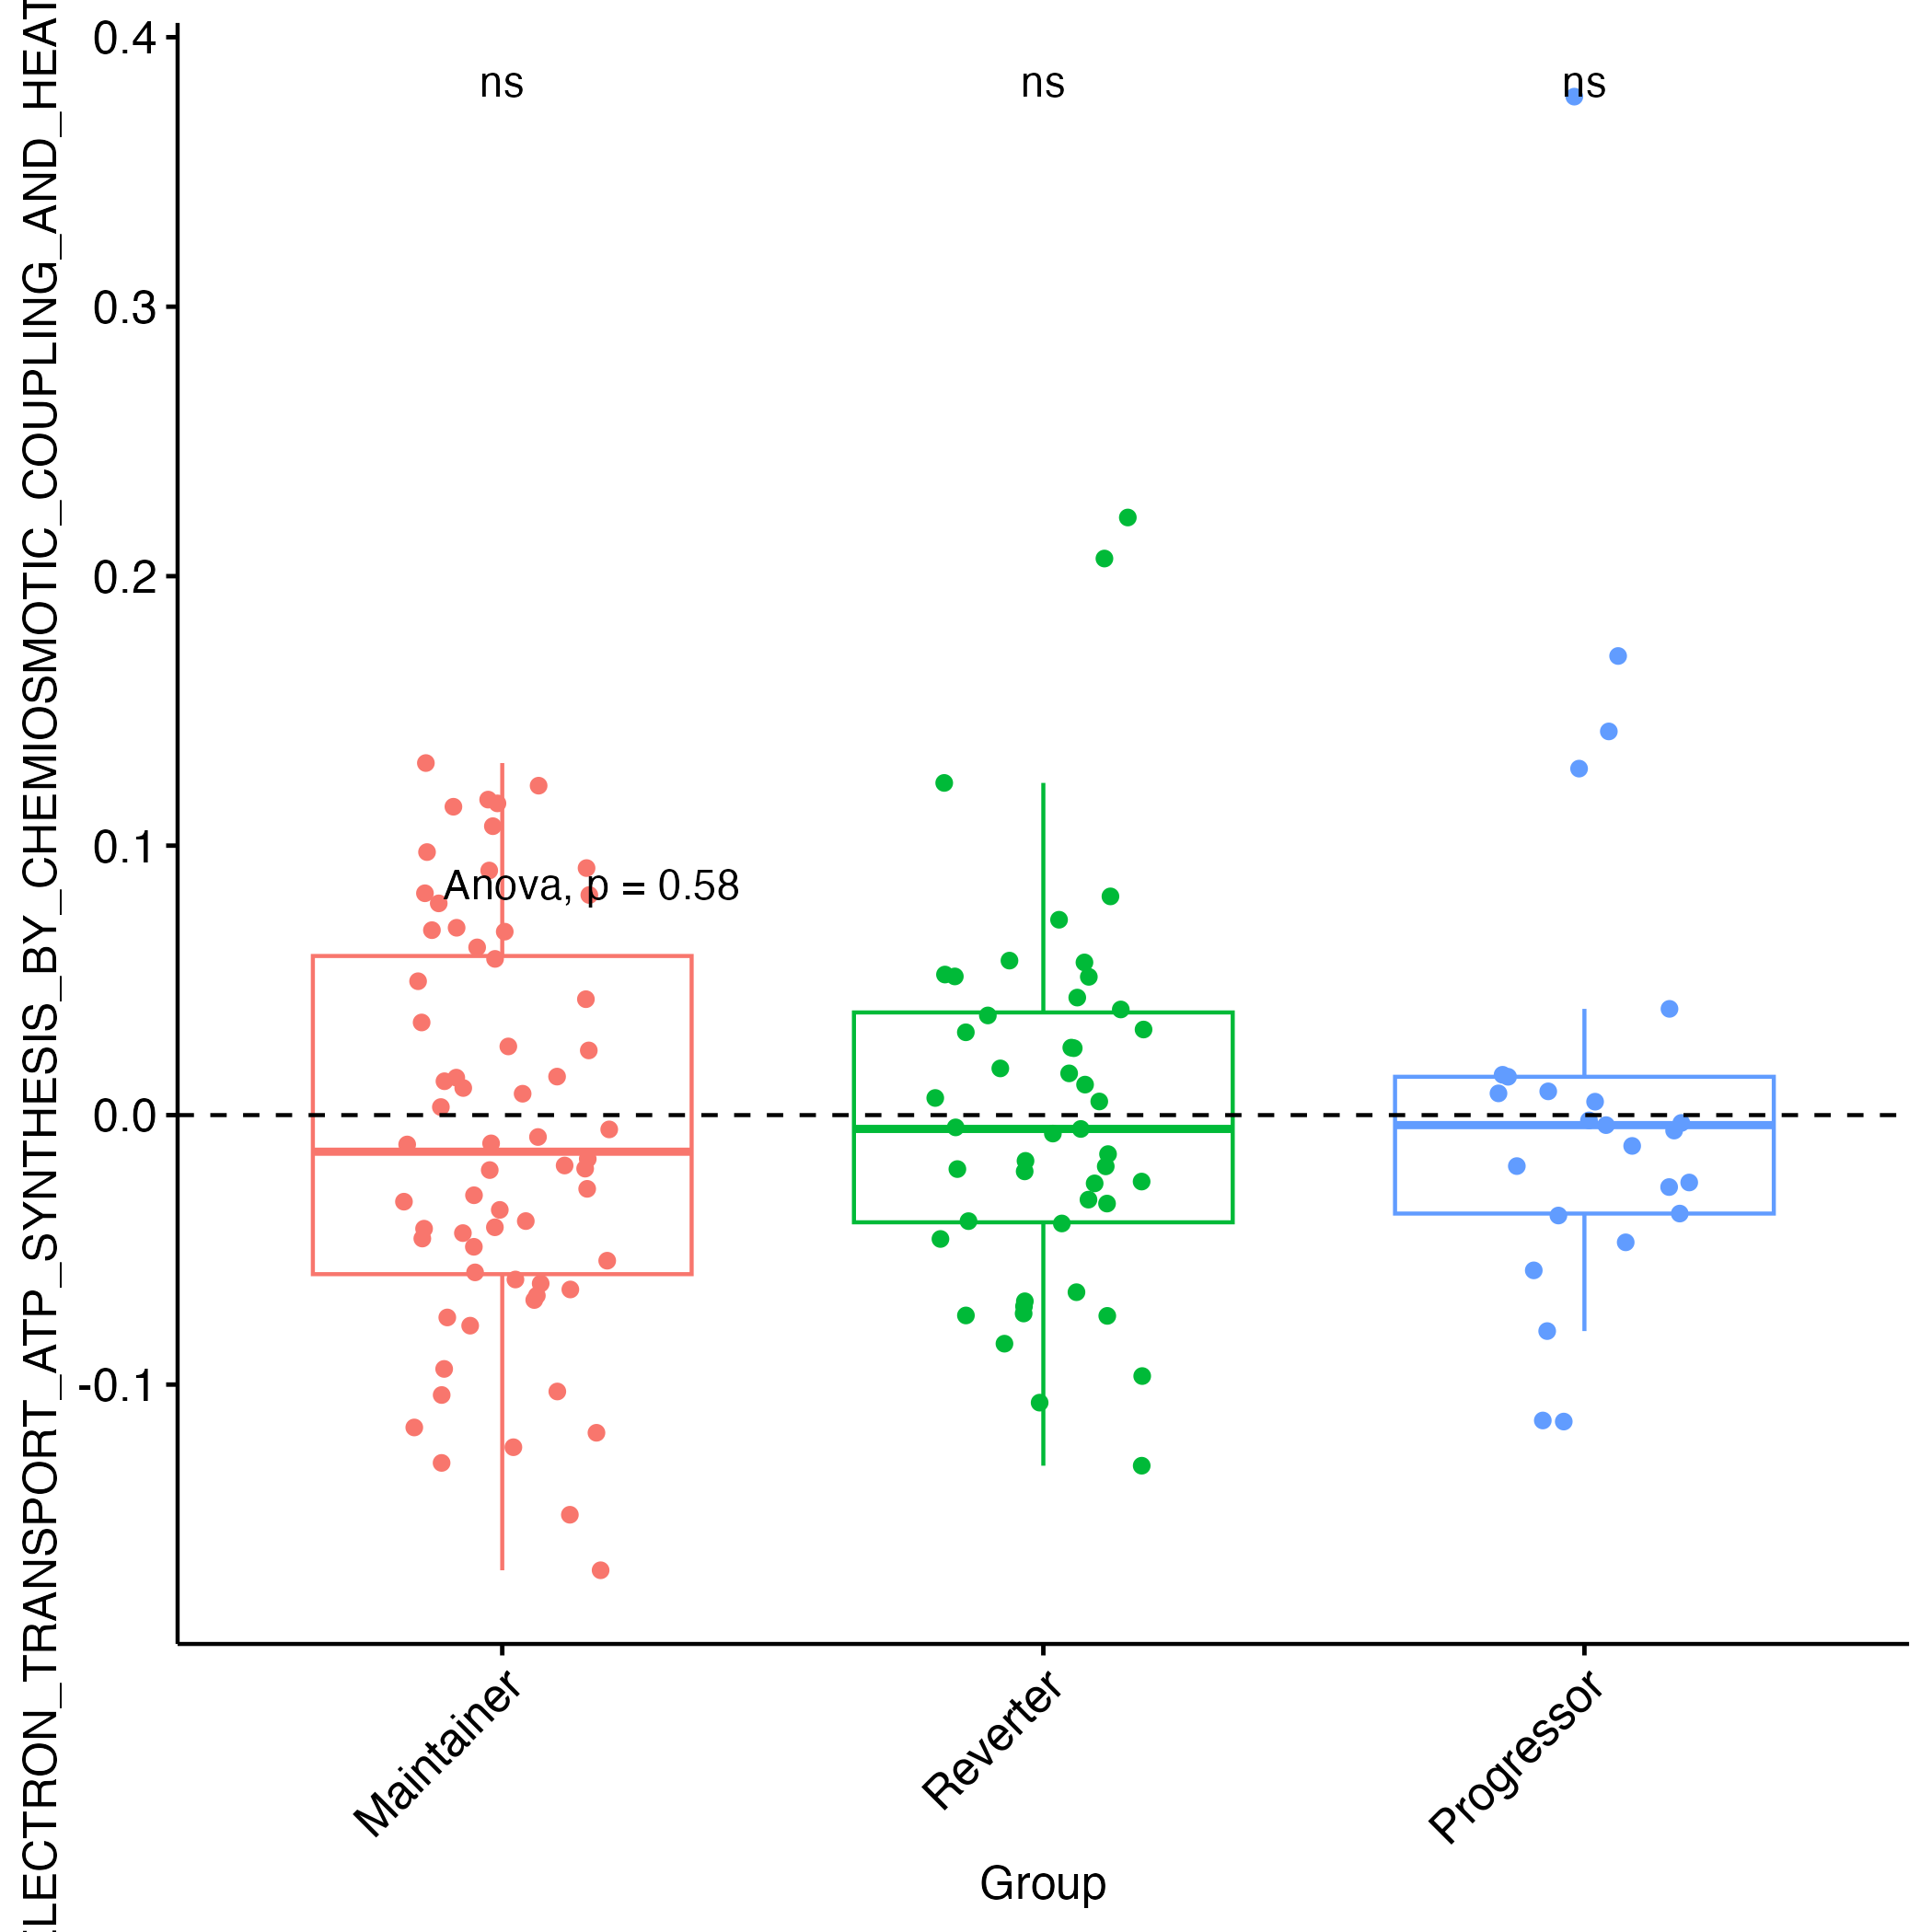 LECTRON_TRANSPORT_ATP_SYNTHESIS_BY_CHEMIOSMOTIC_COUPLING_AND_HEAT
0.4
0.3
0.2
0.1
0.0
-0.1
ns
ns
ns
Anova, p = 0.58
Maintainer
Reverter
Progressor
Group